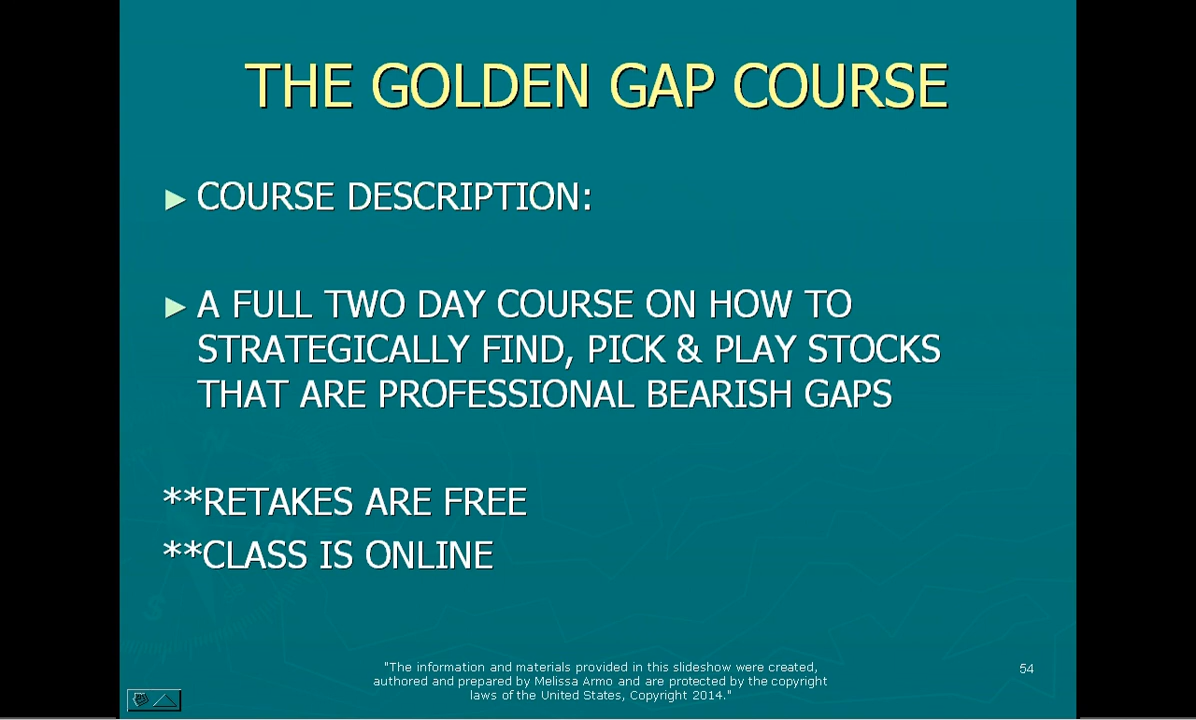 THE GOLDEN GAP COURSE
► COURSE DESCRIPTION:
► A FULL TWO DAY COURSE ON HOW TO
STRATEGICALLY FIND, PICK & PLAY STOCKS
THAT ARE PROFESSIONAL BEARISH GAPS
**RETAKES ARE FREE
**CLASS IS ONLINE
"The information and materials provided in this slideshow were created,
authored and prepared by Melissa Armo and are protected by the copyright
laws of the United States, Copyright 2014."
54
N
S